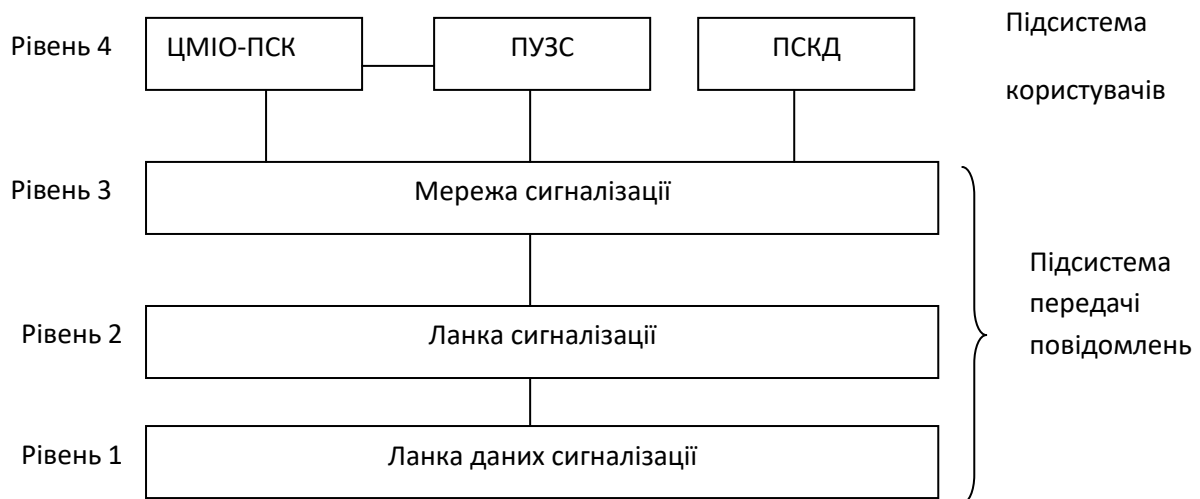 Рівень 4
ЦМІО-ПСК
ПУЗС
ПСКД
Підсистема
користувачів
Рівень 3
Мережа сигналізації
Підсистема
передачі
повідомлень
Рівень 2
Ланка сигналізації
Рівень 1
Ланка даних сигналізації